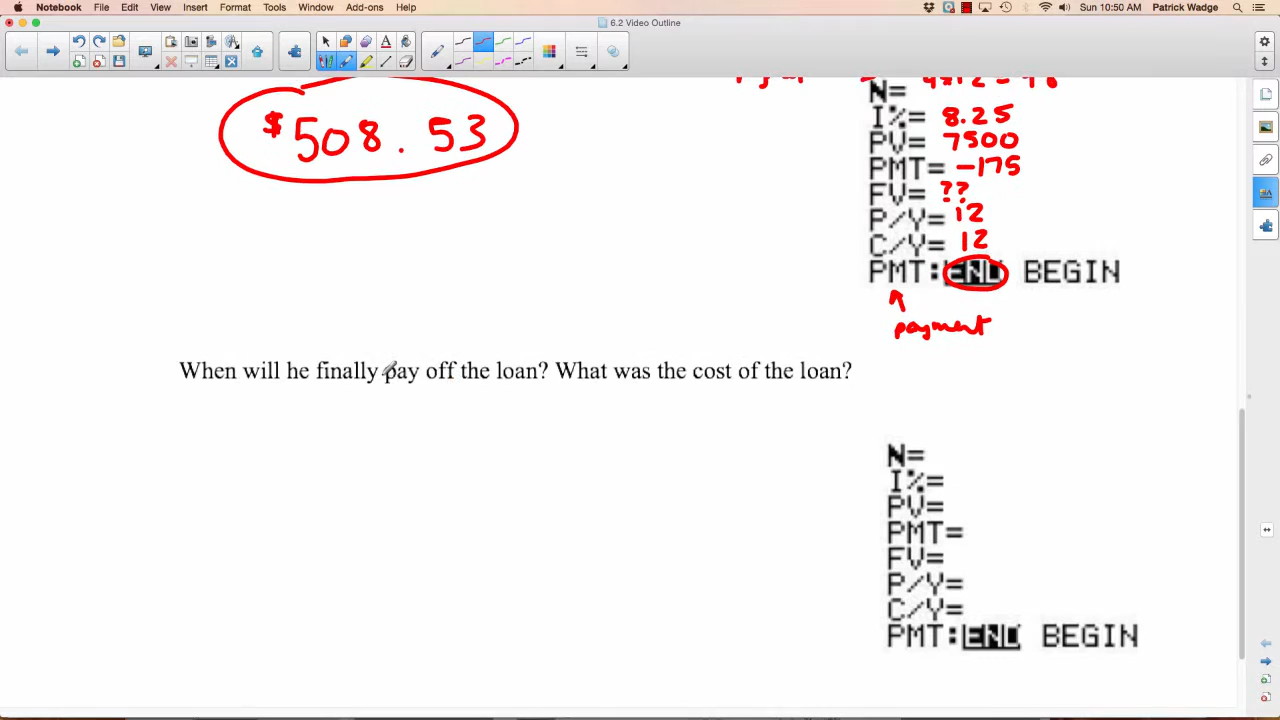 Notebook File Edit View Insert Format Tools Window Add-ons Help Sun 10:50 AM Patrick Wadge
6.2 Video Outline
$508.53
N=
I%= 8.25
PV= 7500
PMT= -175
FV= ??
P/Y= 12
C/Y= 12
PMT:END BEGIN
payment
When will he finally pay off the loan? What was the cost of the loan?
N=
I%=
PV=
PMT=
FV=
P/Y=
C/Y=
PMT:END BEGIN